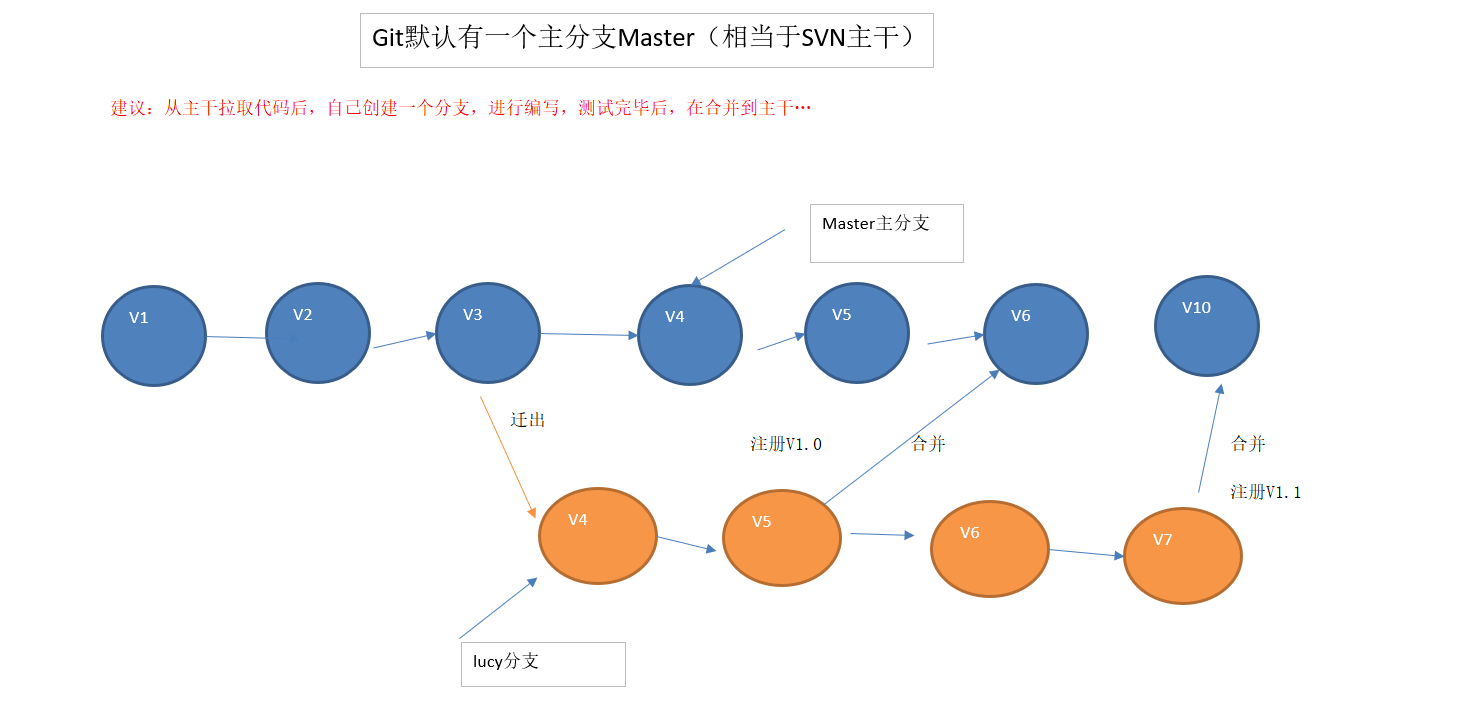 Git默认有一个主分支Master（相当于SVN主干）
建议：从主干拉取代码后，自己创建一个分支，进行编写，测试完毕后，在合并到主干…
Master主分支
V1
V2
V3
V4
V5
V6
V10
迁出
注册V1.0
合并
合并
注册V1.1
V4
V5
V6
V7
lucy分支